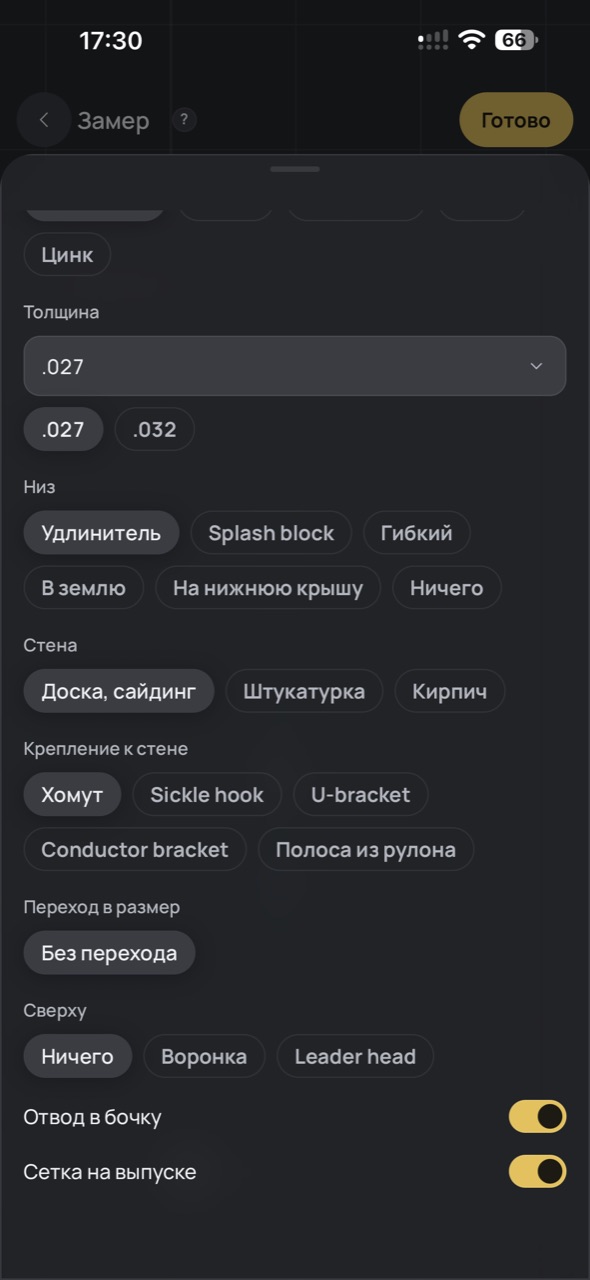 17:30
66
Замер
?
Готово
Цинк
Толщина
.027
.027 .032
Низ
Удлинитель Splash block Гибкий
В землю На нижнюю крышу Ничего
Стена
Доска, сайдинг Штукатурка Кирпич
Крепление к стене
Хомут Sickle hook U-bracket
Conductor bracket Полоса из рулона
Переход в размер
Без перехода
Сверху
Ничего Воронка Leader head
Отвод в бочку
Сетка на выпуске